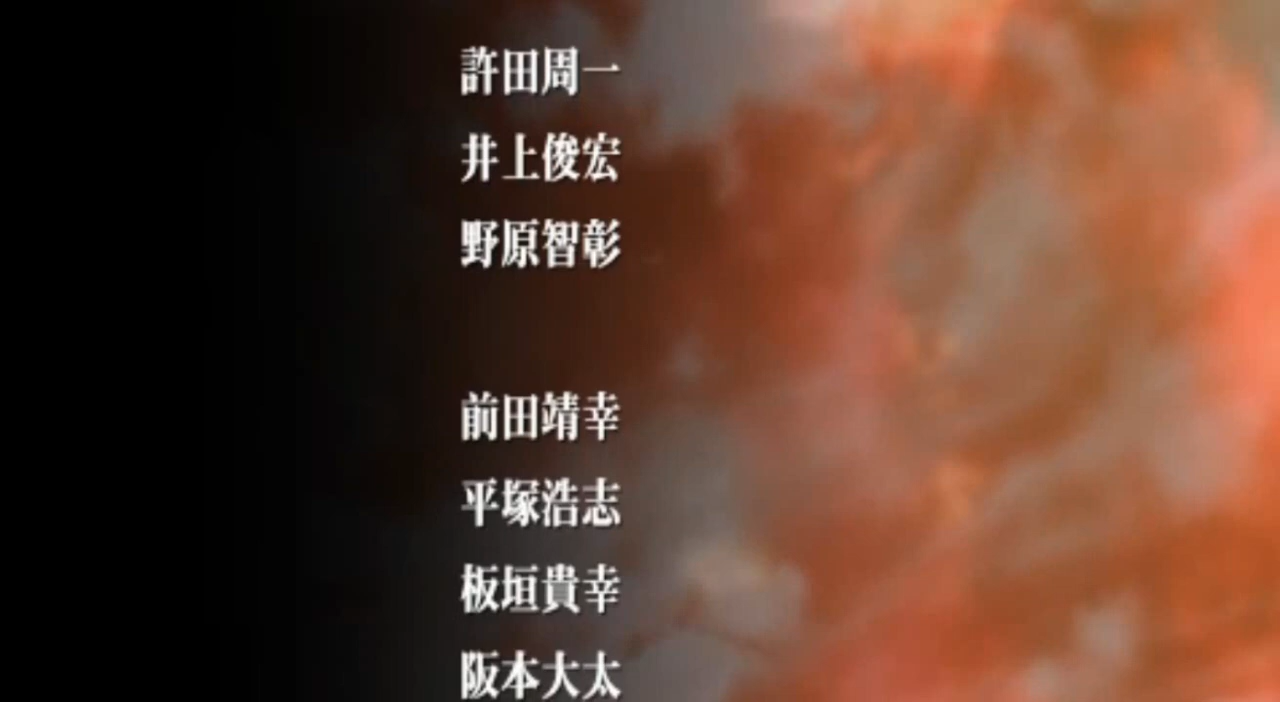 許田周一
井上俊宏
野原智彰
前田靖幸
平塚浩志
板垣貴幸
阪本大太